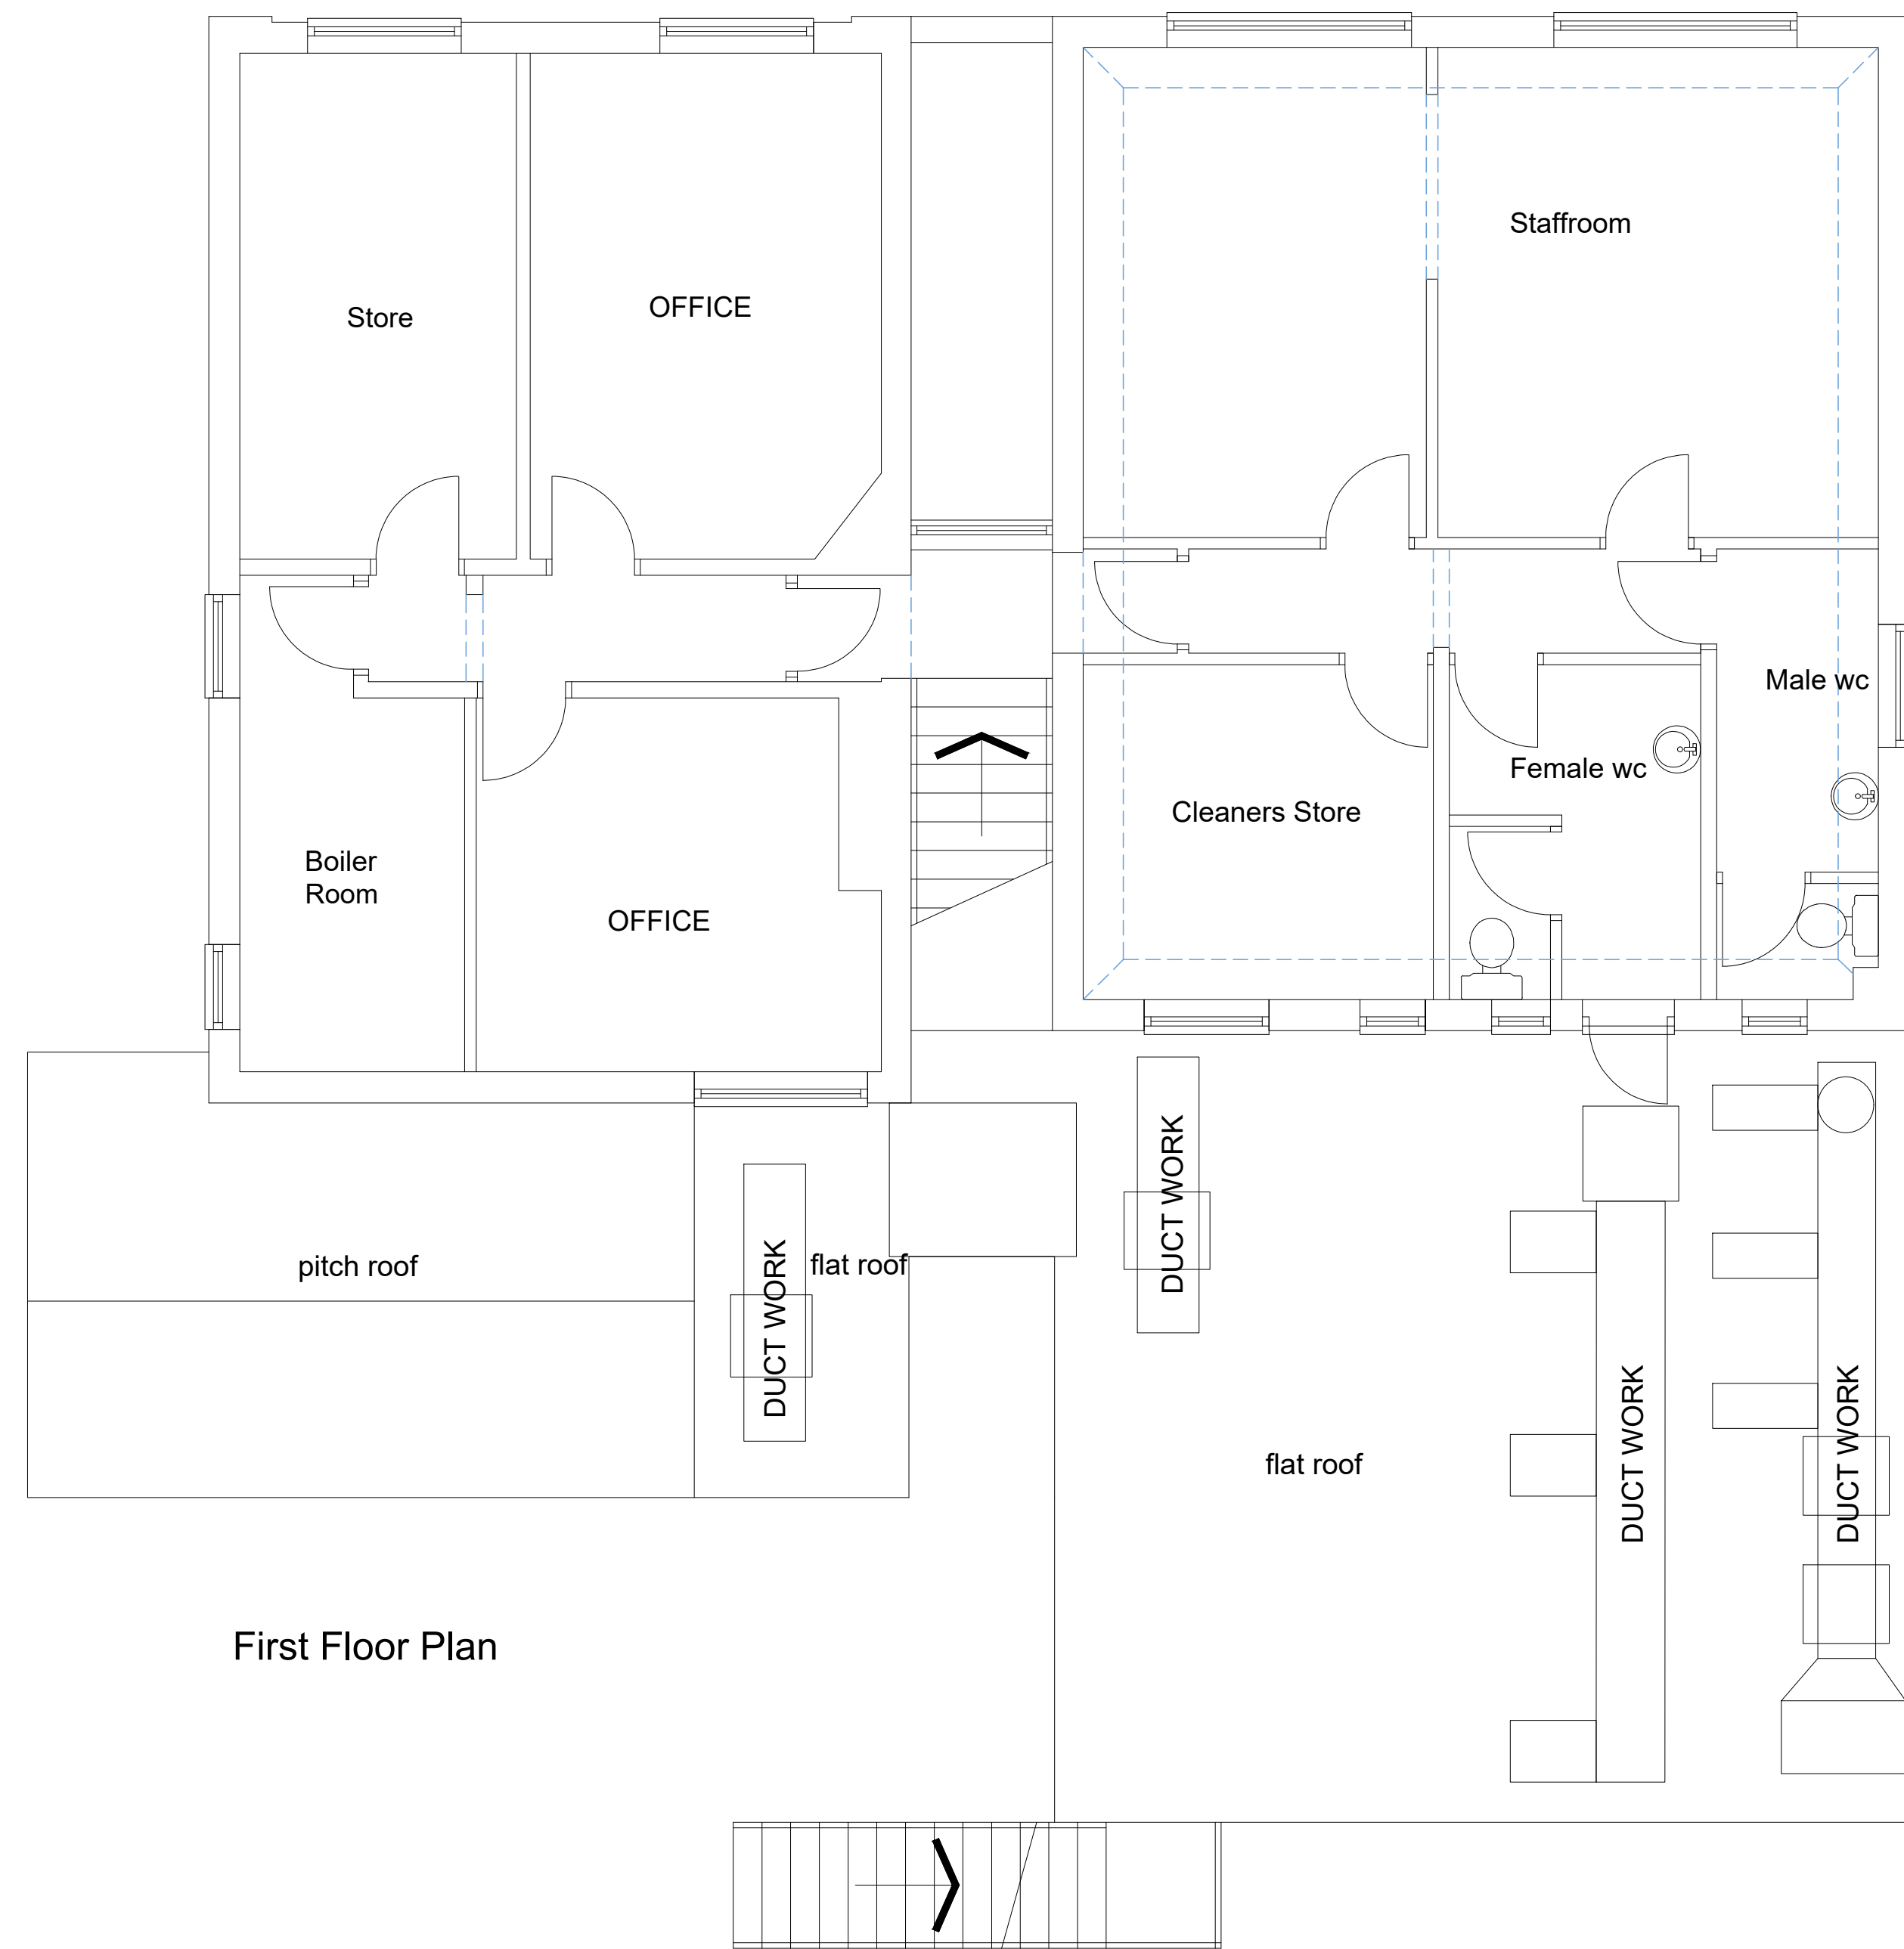 Staffroom
Store
OFFICE
Male wc
Female wc
Cleaners Store
Boiler
Room
OFFICE
DUCT WORK
pitch roof
flat roof
DUCT WORK
DUCT WORK
DUCT WORK
flat roof
First Floor Plan